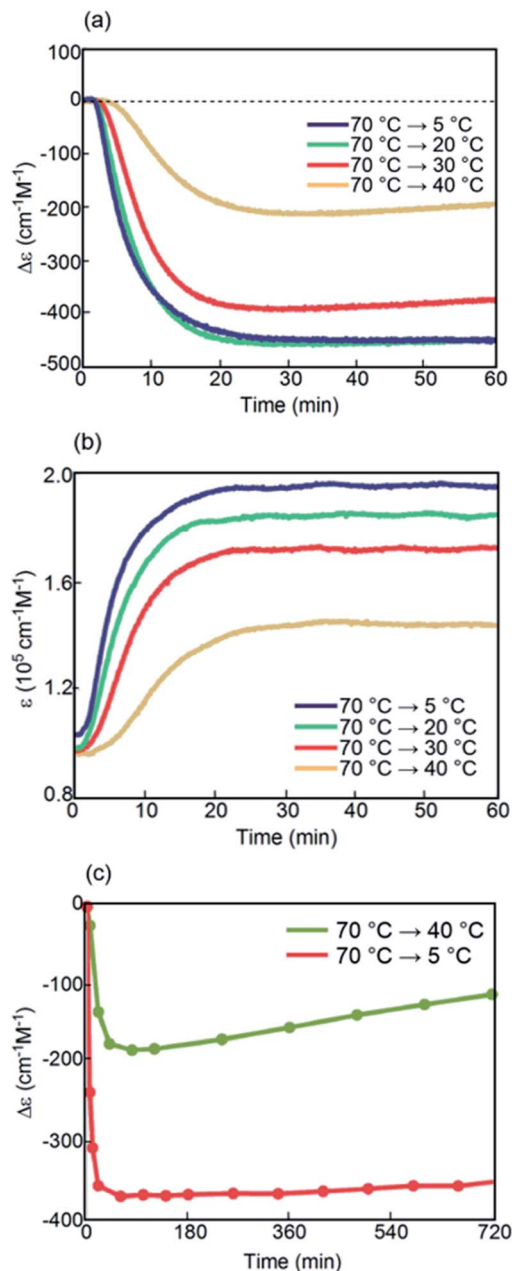 (a)
100
0
-100
-200
-300
-400
-500
Δε (cm⁻¹M⁻¹)
70 °C → 5 °C
70 °C → 20 °C
70 °C → 30 °C
70 °C → 40 °C
0 10 20 30 40 50 60
Time (min)
(b)
2.0
1.6
1.2
0.8
ε (10⁵ cm⁻¹M⁻¹)
70 °C → 5 °C
70 °C → 20 °C
70 °C → 30 °C
70 °C → 40 °C
0 10 20 30 40 50 60
Time (min)
(c)
0
-100
-200
-300
-400
Δε (cm⁻¹M⁻¹)
70 °C → 40 °C
70 °C → 5 °C
0 180 360 540 720
Time (min)